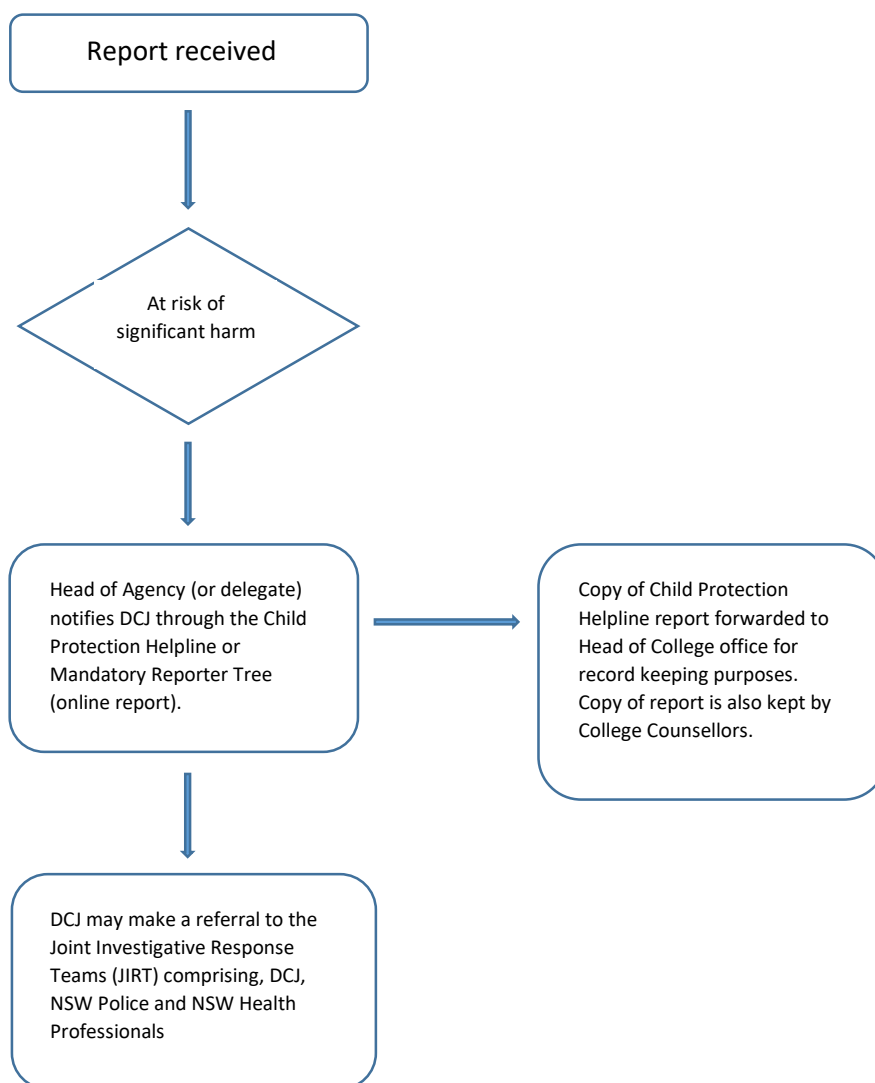 Report received
At risk of
significant harm
Head of Agency (or delegate)
notifies DCJ through the Child
Protection Helpline or
Mandatory Reporter Tree
(online report).
Copy of Child Protection
Helpline report forwarded to
Head of College office for
record keeping purposes.
Copy of report is also kept by
College Counsellors.
DCJ may make a referral to the
Joint Investigative Response
Teams (JIRT) comprising, DCJ,
NSW Police and NSW Health
Professionals